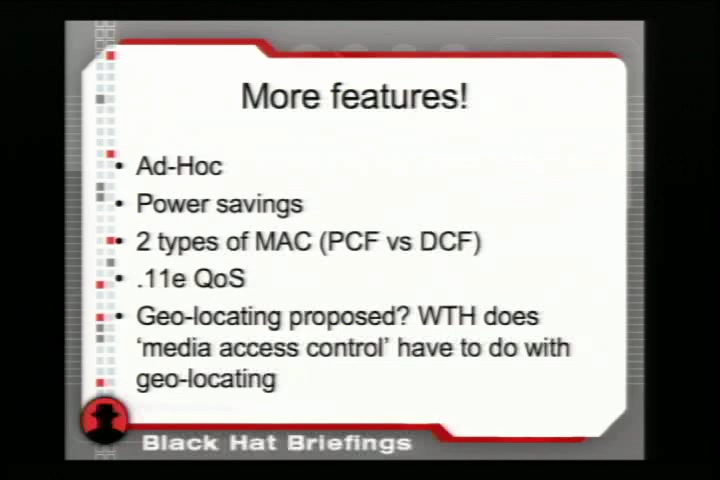 More features!
• Ad-Hoc
• Power savings
• 2 types of MAC (PCF vs DCF)
• .11e QoS
• Geo-locating proposed? WTH does
‘media access control’ have to do with
geo-locating
Black Hat Briefings